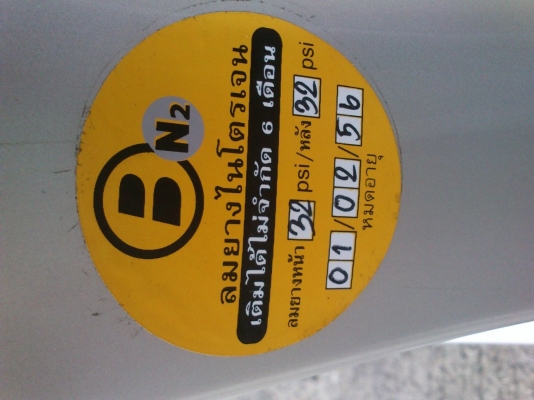 B N2
ลมยางไนโตรเจน
เติมได้ไม่จำกัด 6 เดือน
ลมยางหน้า 32 psi/หลัง 32 psi
01/02/56
หมดอายุ